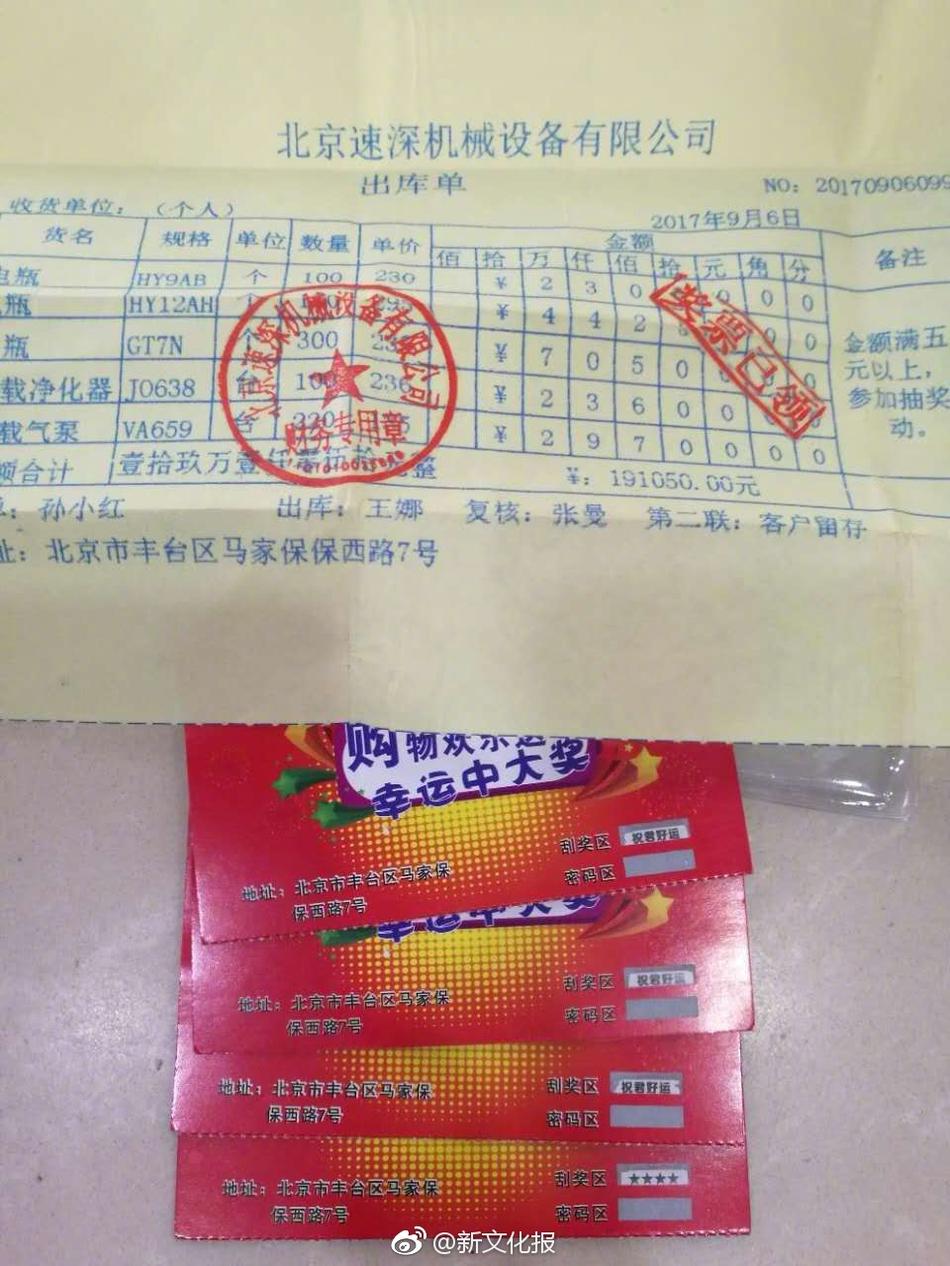 北京速深机械设备有限公司
出库单
NO: 20170906099
收货单位: (个人)
2017年9月6日
货名 规格 单位 数量 单价 金额 备注
佰 拾 万 仟 佰 拾 元 角 分
电瓶 HY9AB 个 100 230 ¥ 2 3 0 0 0
瓶 HY12AH ¥ 4 4 2 0
瓶 GT7N 300 ¥ 7 0 5 0 0
载净化器 JO638 台 236 ¥ 2 3 6 0 0 0
载气泵 VA659 ¥ 2 9 7 0 0 0 0
金额满五
元以上,
参加抽奖
动。
奖票已领
北京速深机械设备有限公司
财务专用章
额合计 壹拾玖万壹 整 ¥: 191050.00元
孙小红 出库: 王娜 复核: 张曼 第二联: 客户留存
址: 北京市丰台区马家保保西路7号
购物欢乐送
幸运中大奖
刮奖区 祝君好运
密码区
地址: 北京市丰台区马家保
保西路7号
幸运中大奖
刮奖区 祝君好运
地址: 北京市丰台区马家保
密码区
保西路7号
刮奖区 祝君好运
地址: 北京市丰台区马家保
密码区
保西路7号
刮奖区 ★★★★
地址: 北京市丰台区马家保
密码区
保西路7号
@新文化报